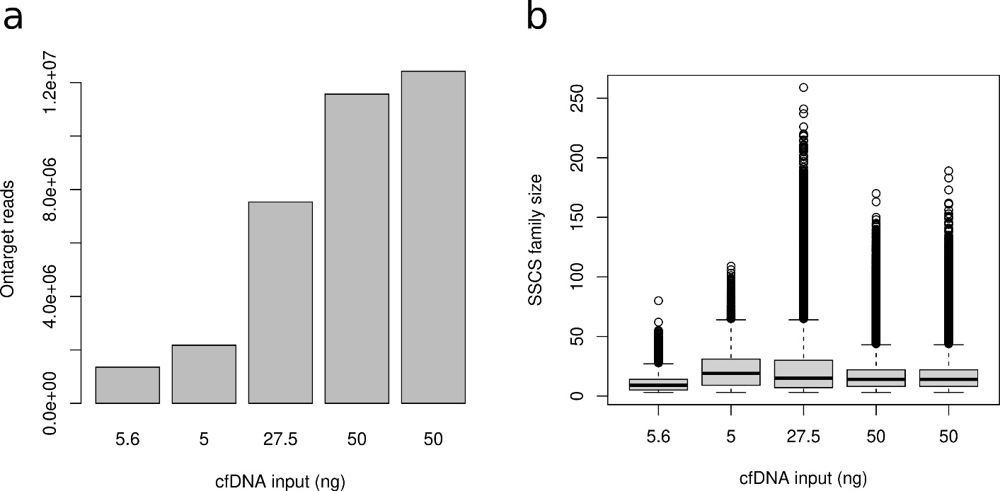 a
Ontarget reads
1.2e+07
8.0e+06
4.0e+06
0.0e+00
5.6 5 27.5 50 50
cfDNA input (ng)
b
SSCS family size
250
200
150
100
50
0
5.6 5 27.5 50 50
cfDNA input (ng)